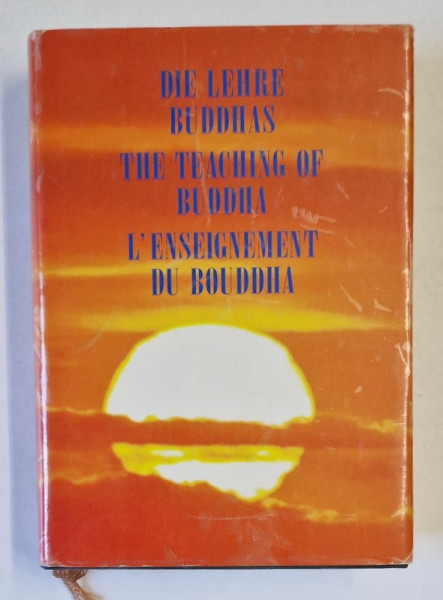 DIE LEHRE
BUDDHAS
THE TEACHING OF
BUDDHA
L'ENSEIGNEMENT
DU BOUDDHA